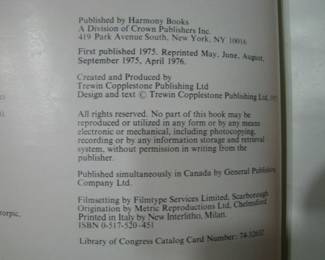 Published by Harmony Books
A Division of Crown Publishers Inc.
419 Park Avenue South, New York, NY 10016
First published 1975. Reprinted May, June, August,
September 1975, April 1976.
Created and Produced by
Trewin Copplestone Publishing Ltd
Design and text © Trewin Copplestone Publishing Ltd,
All rights reserved. No part of this book may be
reproduced or utilized in any form or by any means
electronic or mechanical, including photocopying,
recording or by any information storage and retrieval
system, without permission in writing from the
publisher.
Published simultaneously in Canada by General Publishing
Company Ltd.
Filmsetting by Filmtype Services Limited, Scarborough
Origination by Metric Reproductions Ltd, Chelmsford
Printed in Italy by New Interlitho, Milan.
ISBN 0-517-520-451
Library of Congress Catalog Card Number:
torpic.